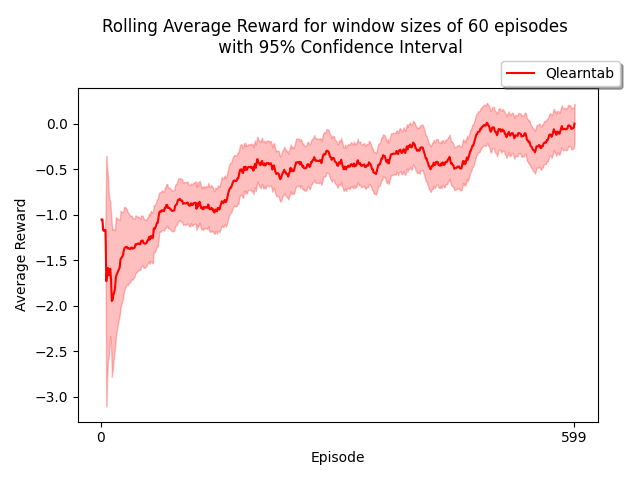 Rolling Average Reward for window sizes of 60 episodes
with 95% Confidence Interval
Qlearntab
0.0
−0.5
−1.0
−1.5
−2.0
−2.5
−3.0
Average Reward
0
599
Episode